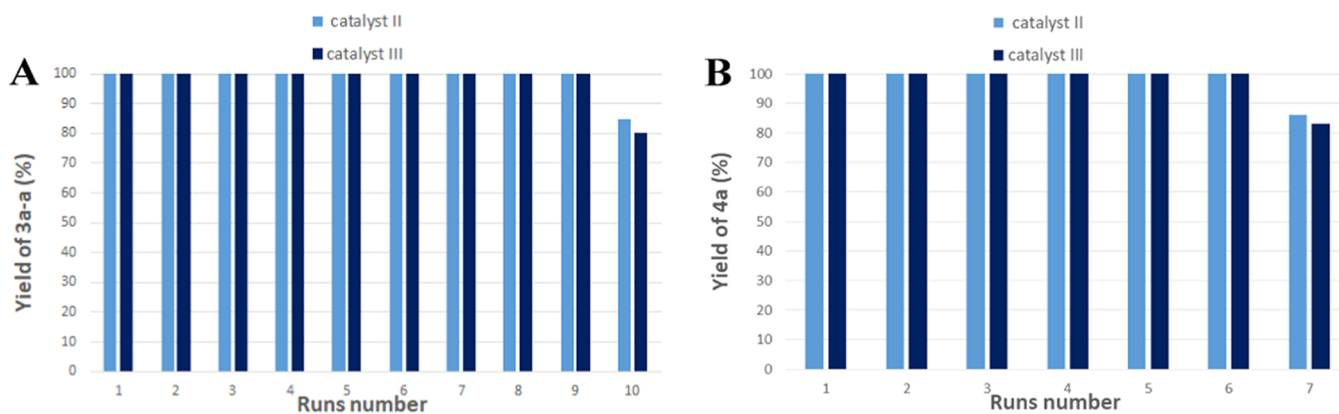 catalyst II
catalyst III
A
100
90
80
70
60
50
40
30
20
10
0
Yield of 3a-a (%)
1 2 3 4 5 6 7 8 9 10
Runs number
catalyst II
catalyst III
B
100
90
80
70
60
50
40
30
20
10
0
Yield of 4a (%)
1 2 3 4 5 6 7
Runs number